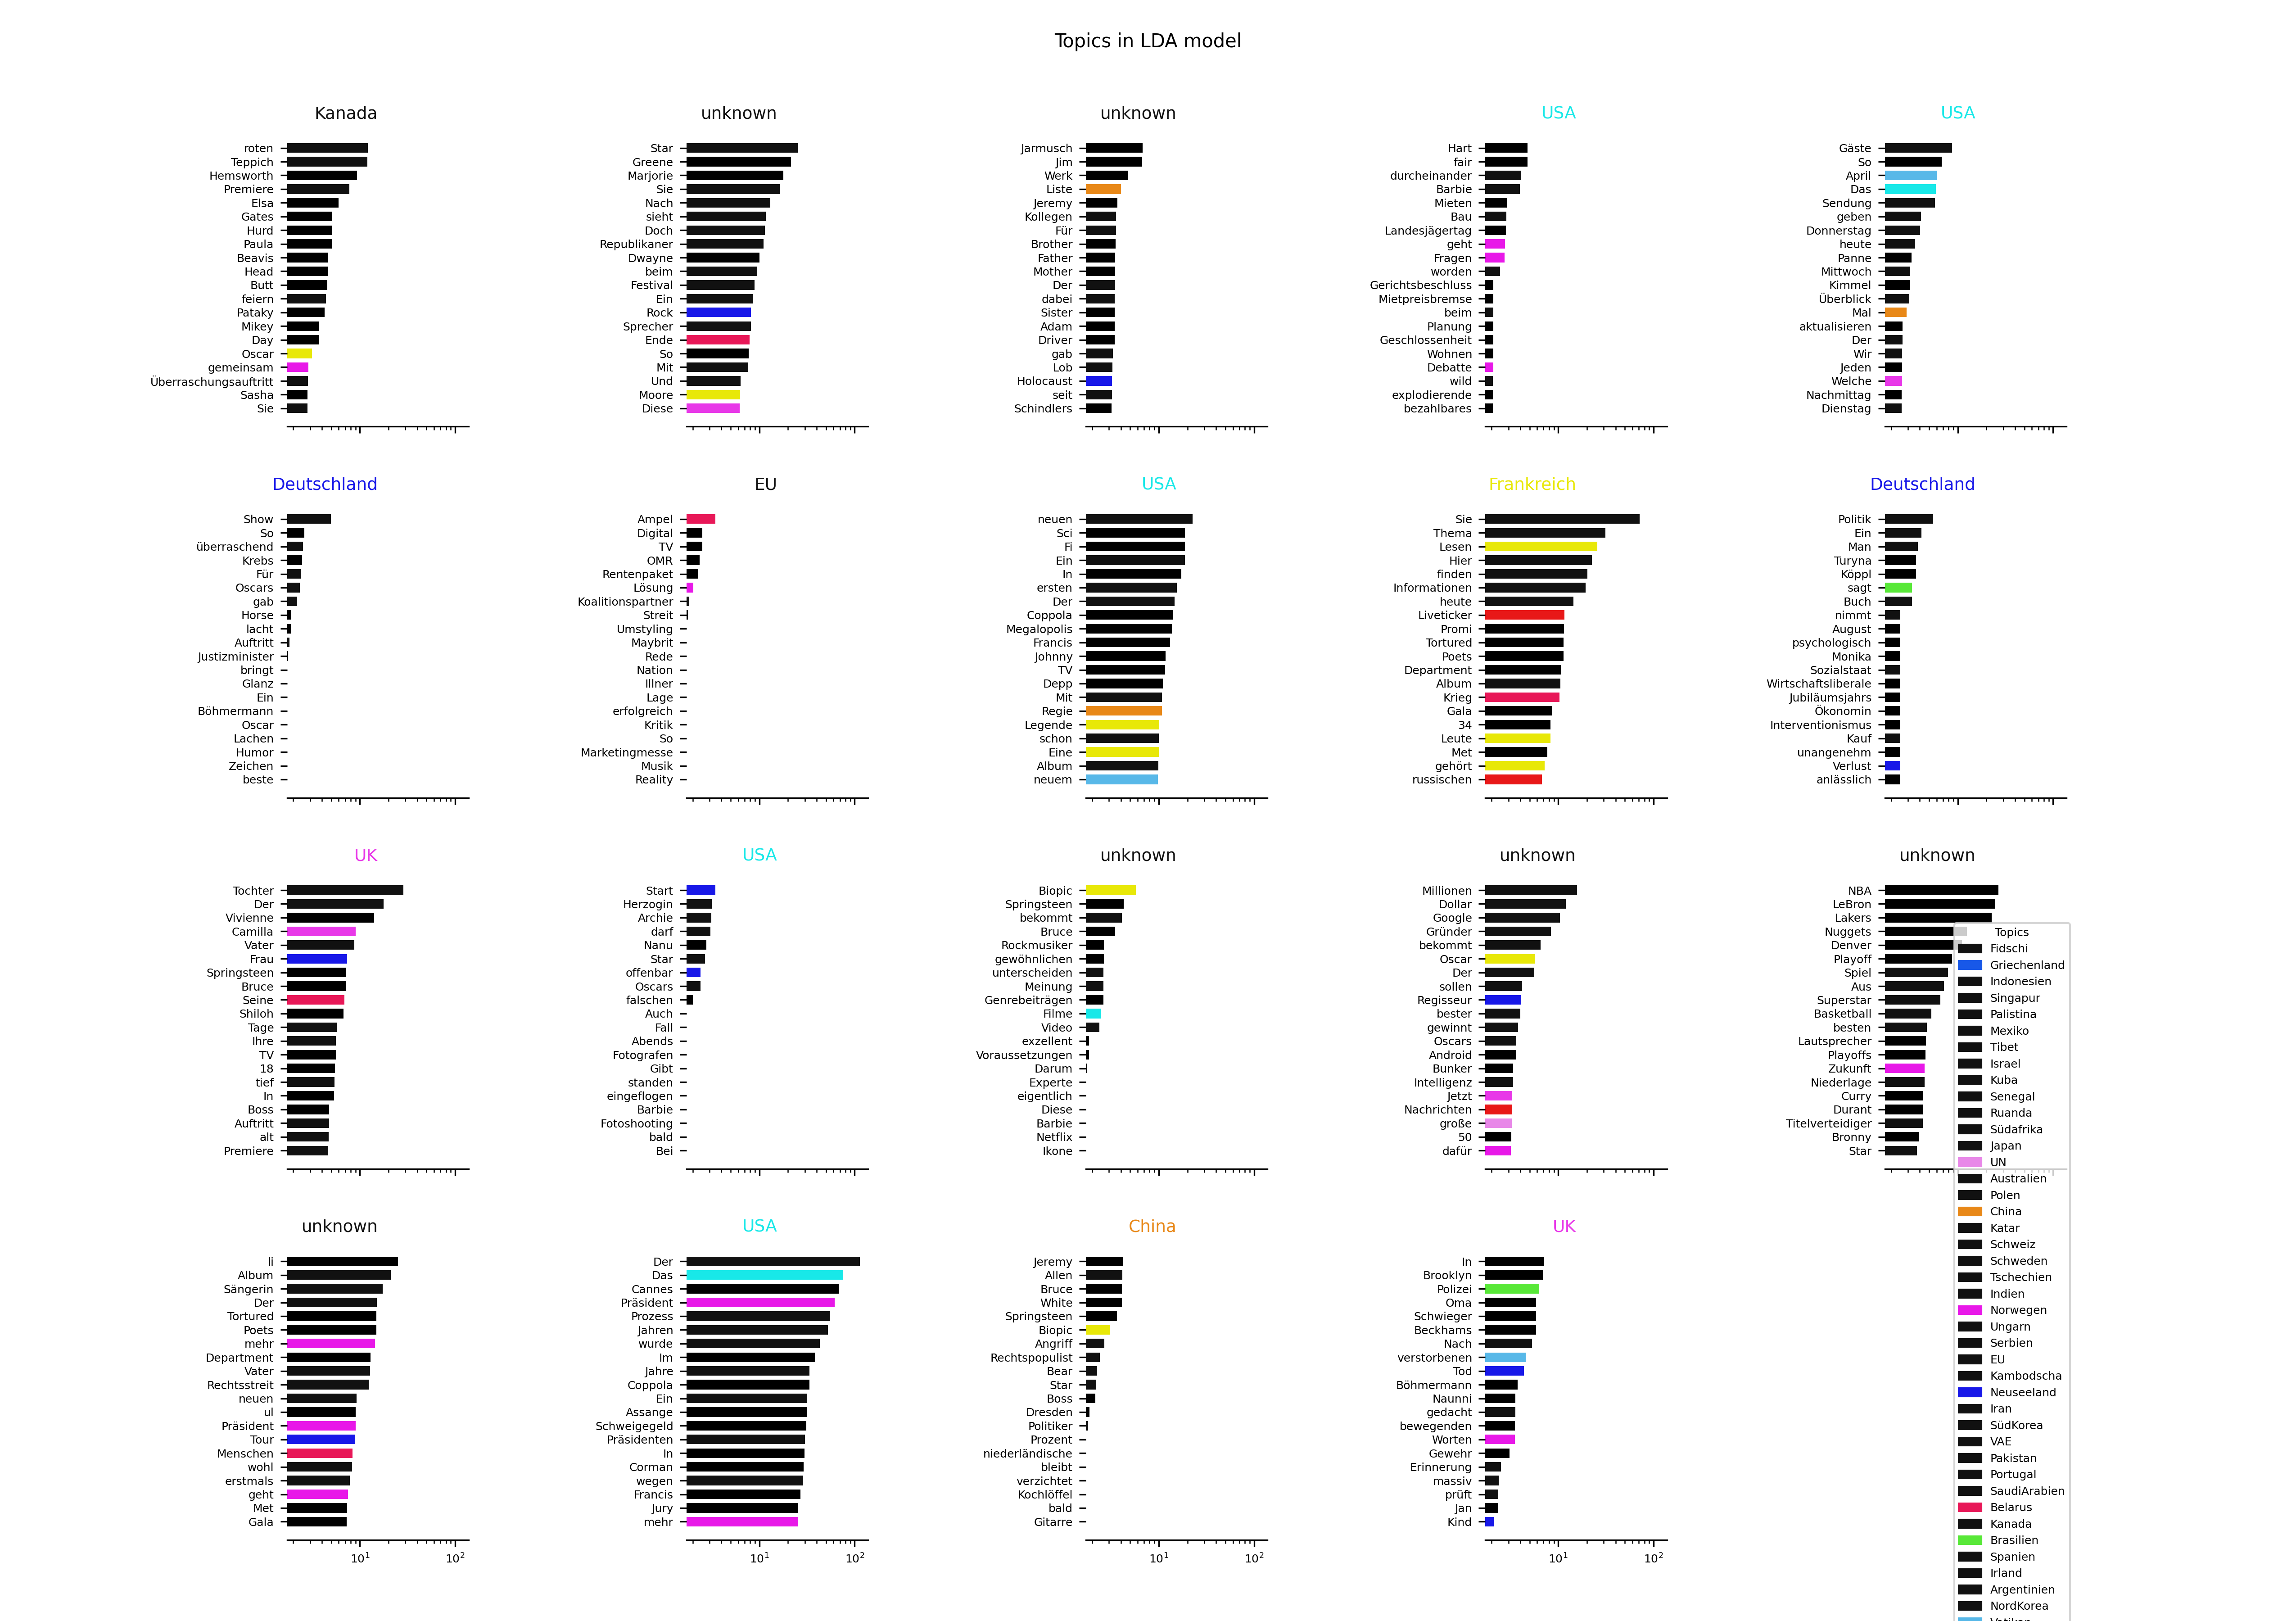 Topics in LDA model
Kanada
roten
Teppich
Hemsworth
Premiere
Elsa
Gates
Hurd
Paula
Beavis
Head
Butt
feiern
Pataky
Mikey
Day
Oscar
gemeinsam
Überraschungsauftritt
Sasha
Sie
unknown
Star
Greene
Marjorie
Sie
Nach
sieht
Doch
Republikaner
Dwayne
beim
Festival
Ein
Rock
Sprecher
Ende
So
Mit
Und
Moore
Diese
unknown
Jarmusch
Jim
Werk
Liste
Jeremy
Kollegen
Für
Brother
Father
Mother
Der
dabei
Sister
Adam
Driver
gab
Lob
Holocaust
seit
Schindlers
USA
Hart
fair
durcheinander
Barbie
Mieten
Bau
Landesjägertag
geht
Fragen
worden
Gerichtsbeschluss
Mietpreisbremse
beim
Planung
Geschlossenheit
Wohnen
Debatte
wild
explodierende
bezahlbares
USA
Gäste
So
April
Das
Sendung
geben
Donnerstag
heute
Panne
Mittwoch
Kimmel
Überblick
Mal
aktualisieren
Der
Wir
Jeden
Welche
Nachmittag
Dienstag
Deutschland
Show
So
überraschend
Krebs
Für
Oscars
gab
Horse
lacht
Auftritt
Justizminister
bringt
Glanz
Ein
Böhmermann
Oscar
Lachen
Humor
Zeichen
beste
EU
Ampel
Digital
TV
OMR
Rentenpaket
Lösung
Koalitionspartner
Streit
Umstyling
Maybrit
Rede
Nation
Illner
Lage
erfolgreich
Kritik
So
Marketingmesse
Musik
Reality
USA
neuen
Sci
Fi
Ein
In
ersten
Der
Coppola
Megalopolis
Francis
Johnny
TV
Depp
Mit
Regie
Legende
schon
Eine
Album
neuem
Frankreich
Sie
Thema
Lesen
Hier
finden
Informationen
heute
Liveticker
Promi
Tortured
Poets
Department
Album
Krieg
Gala
34
Leute
Met
gehört
russischen
Deutschland
Politik
Ein
Man
Turyna
Köppl
sagt
Buch
nimmt
August
psychologisch
Monika
Sozialstaat
Wirtschaftsliberale
Jubiläumsjahrs
Ökonomin
Interventionismus
Kauf
unangenehm
Verlust
anlässlich
UK
Tochter
Der
Vivienne
Camilla
Vater
Frau
Springsteen
Bruce
Seine
Shiloh
Tage
Ihre
TV
18
tief
In
Boss
Auftritt
alt
Premiere
USA
Start
Herzogin
Archie
darf
Nanu
Star
offenbar
Oscars
falschen
Auch
Fall
Abends
Fotografen
Gibt
standen
eingeflogen
Barbie
Fotoshooting
bald
Bei
unknown
Biopic
Springsteen
bekommt
Bruce
Rockmusiker
gewöhnlichen
unterscheiden
Meinung
Genrebeiträgen
Filme
Video
exzellent
Voraussetzungen
Darum
Experte
eigentlich
Diese
Barbie
Netflix
Ikone
unknown
Millionen
Dollar
Google
Gründer
bekommt
Oscar
Der
sollen
Regisseur
bester
gewinnt
Oscars
Android
Bunker
Intelligenz
Jetzt
Nachrichten
große
50
dafür
unknown
NBA
LeBron
Lakers
Nuggets
Denver
Playoff
Spiel
Aus
Superstar
Basketball
besten
Lautsprecher
Playoffs
Zukunft
Niederlage
Curry
Durant
Titelverteidiger
Bronny
Star
Topics
Fidschi
Griechenland
Indonesien
Singapur
Palistina
Mexiko
Tibet
Israel
Kuba
Senegal
Ruanda
Südafrika
Japan
UN
Australien
Polen
China
Katar
Schweiz
Schweden
Tschechien
Indien
Norwegen
Ungarn
Serbien
EU
Kambodscha
Neuseeland
Iran
SüdKorea
VAE
Pakistan
Portugal
SaudiArabien
Belarus
Kanada
Brasilien
Spanien
Irland
Argentinien
NordKorea
unknown
li
Album
Sängerin
Der
Tortured
Poets
mehr
Department
Vater
Rechtsstreit
neuen
ul
Präsident
Tour
Menschen
wohl
erstmals
geht
Met
Gala
10¹ 10²
USA
Der
Das
Cannes
Präsident
Prozess
Jahren
wurde
Im
Jahre
Coppola
Ein
Assange
Schweigegeld
Präsidenten
In
Corman
wegen
Francis
Jury
mehr
10¹ 10²
China
Jeremy
Allen
Bruce
White
Springsteen
Biopic
Angriff
Rechtspopulist
Bear
Star
Boss
Dresden
Politiker
Prozent
niederländische
bleibt
verzichtet
Kochlöffel
bald
Gitarre
10¹ 10²
UK
In
Brooklyn
Polizei
Oma
Schwieger
Beckhams
Nach
verstorbenen
Tod
Böhmermann
Naunni
gedacht
bewegenden
Worten
Gewehr
Erinnerung
massiv
prüft
Jan
Kind
10¹ 10²